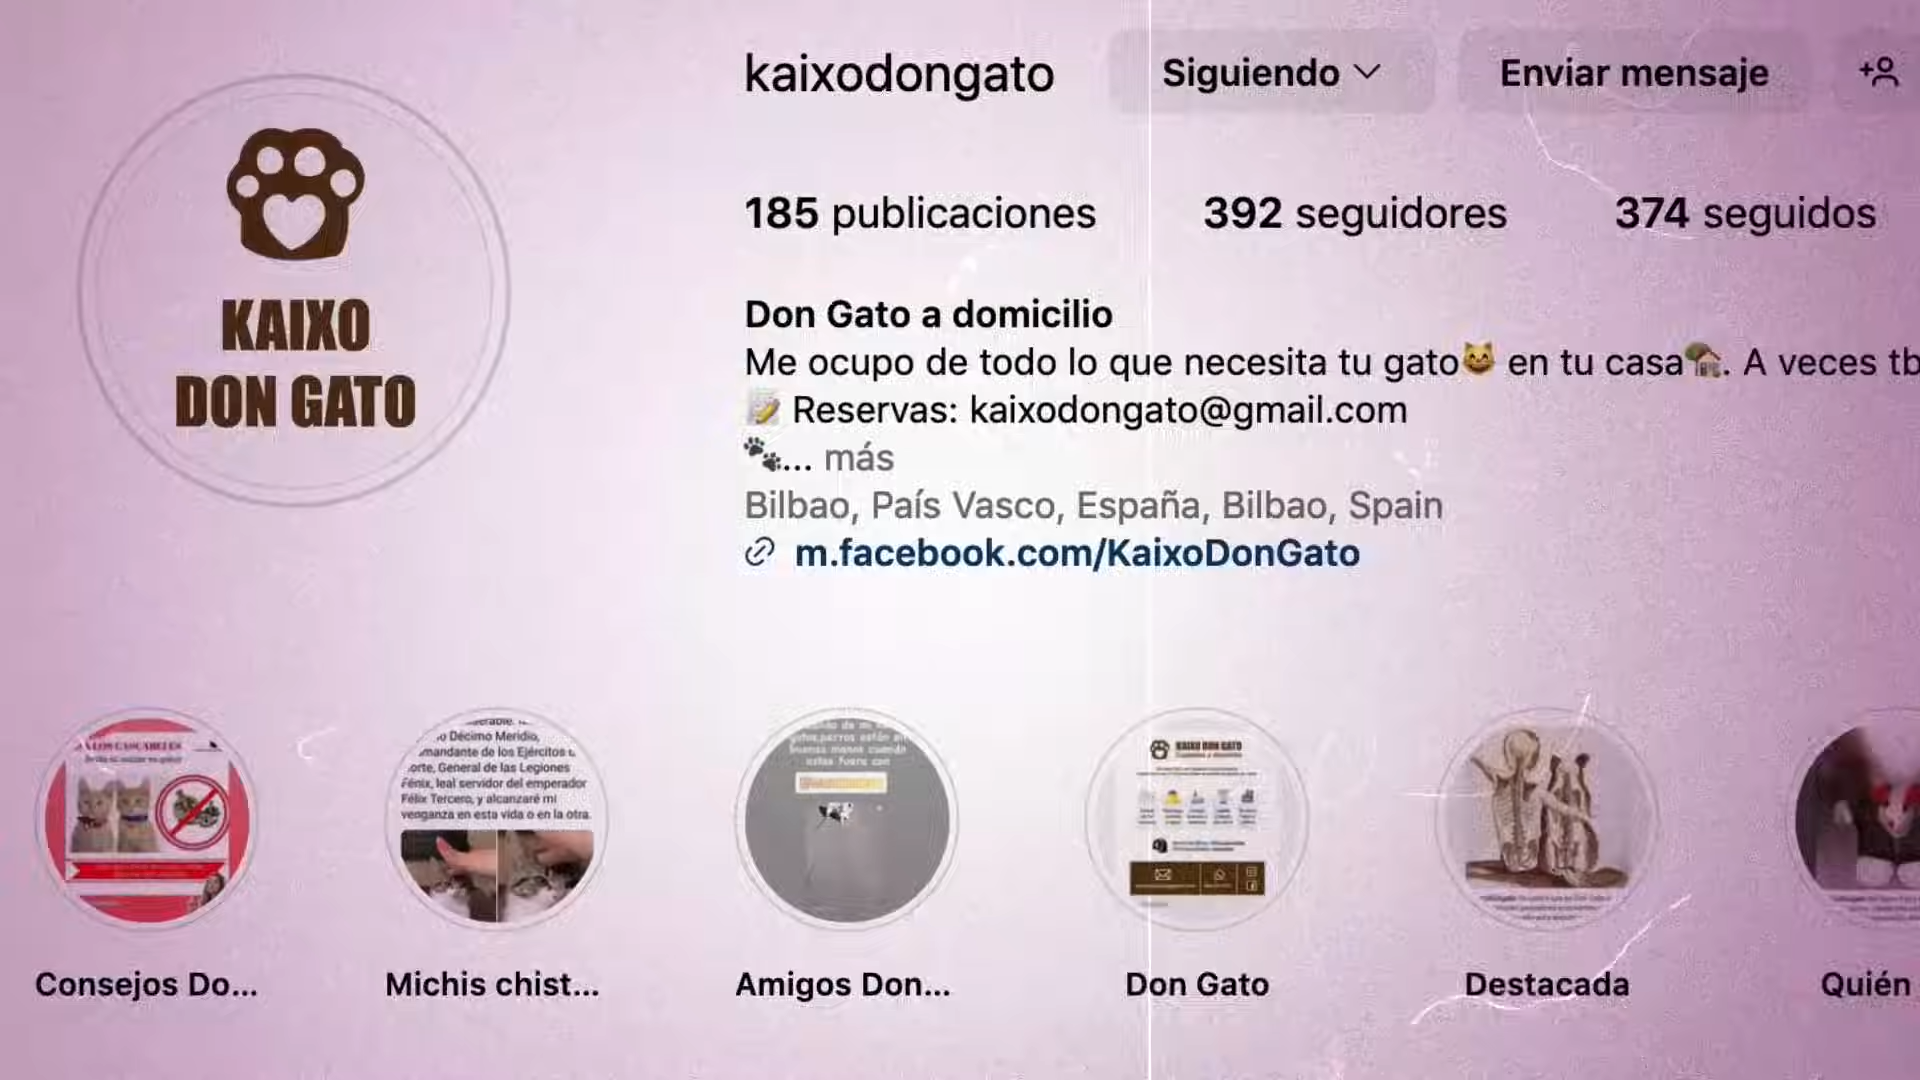 kaixodongato Siguiendo Enviar mensaje
185 publicaciones 392 seguidores 374 seguidos
KAIXO
DON GATO
Don Gato a domicilio
Me ocupo de todo lo que necesita tu gato😺 en tu casa🏡. A veces tb
📝 Reservas: kaixodongato@gmail.com
🐾... más
Bilbao, País Vasco, España, Bilbao, Spain
m.facebook.com/KaixoDonGato
Décimo Meridio,
de los Ejércitos
General de las Legiones
Fénix, leal servidor del emperador
Félix Tercero, y alcanzaré mi
venganza en esta vida o en la otra.
KAIXO DON GATO
Consejos Do... Michis chist... Amigos Don... Don Gato Destacada Quién